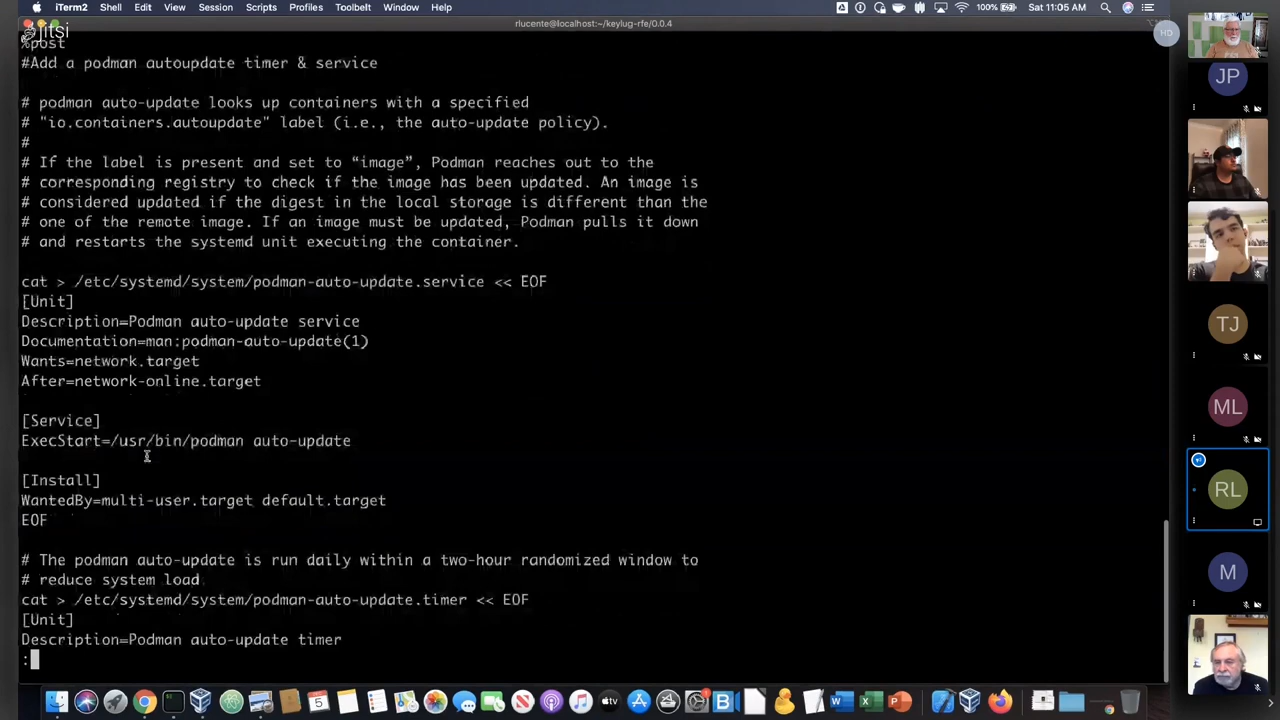 iTerm2 Shell Edit View Session Scripts Profiles Toolbelt Window Help
100% Sat 11:05 AM
rlucente@localhost:~/keylug-rfe/0.0.4
Jitsi
%post
#Add a podman autoupdate timer & service
# podman auto-update looks up containers with a specified
# "io.containers.autoupdate" label (i.e., the auto-update policy).
#
# If the label is present and set to “image”, Podman reaches out to the
# corresponding registry to check if the image has been updated. An image is
# considered updated if the digest in the local storage is different than the
# one of the remote image. If an image must be updated, Podman pulls it down
# and restarts the systemd unit executing the container.
cat > /etc/systemd/system/podman-auto-update.service << EOF
[Unit]
Description=Podman auto-update service
Documentation=man:podman-auto-update(1)
Wants=network.target
After=network-online.target
[Service]
ExecStart=/usr/bin/podman auto-update
[Install]
WantedBy=multi-user.target default.target
EOF
# The podman auto-update is run daily within a two-hour randomized window to
# reduce system load
cat > /etc/systemd/system/podman-auto-update.timer << EOF
[Unit]
Description=Podman auto-update timer
:
HD
JP
TJ
ML
RL
M
5